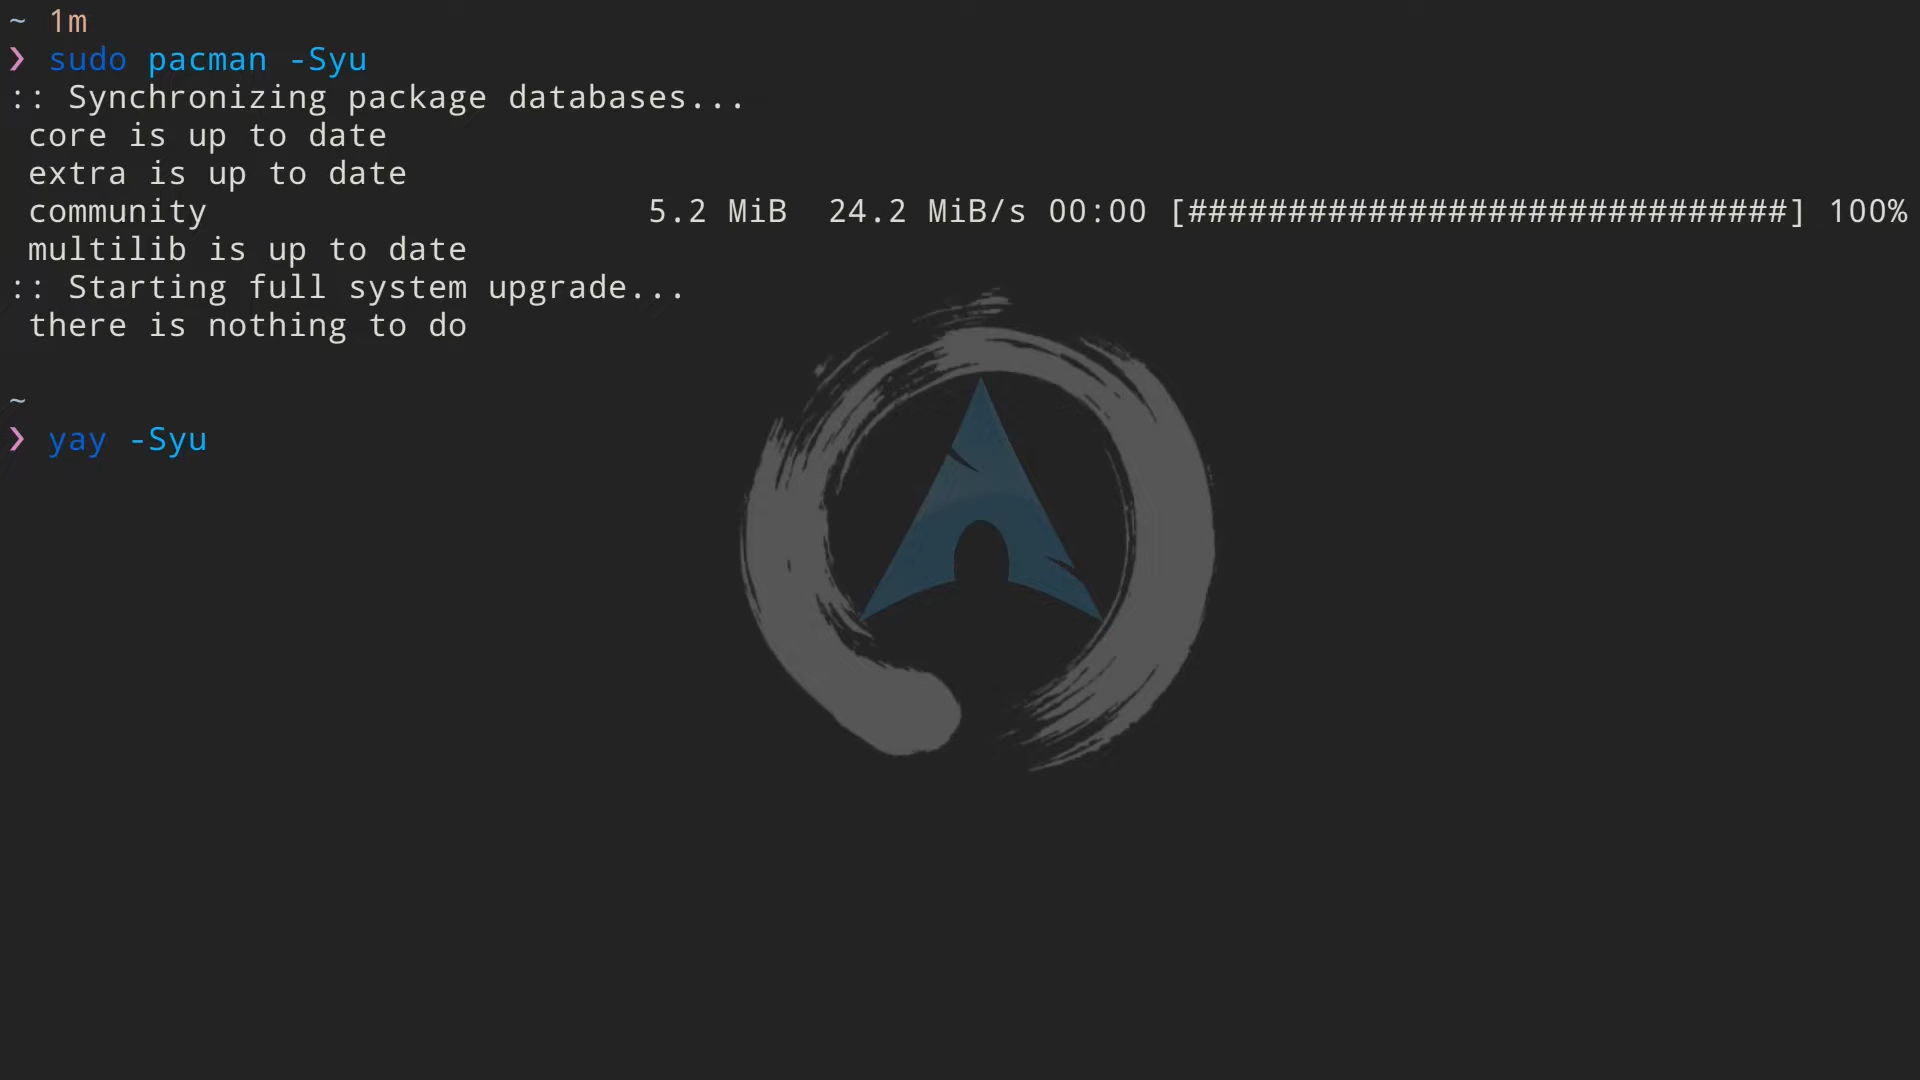 ~ 1m
❯ sudo pacman -Syu
:: Synchronizing package databases...
 core is up to date
 extra is up to date
 community                      5.2 MiB  24.2 MiB/s 00:00 [##############################] 100%
 multilib is up to date
:: Starting full system upgrade...
 there is nothing to do
~
❯ yay -Syu